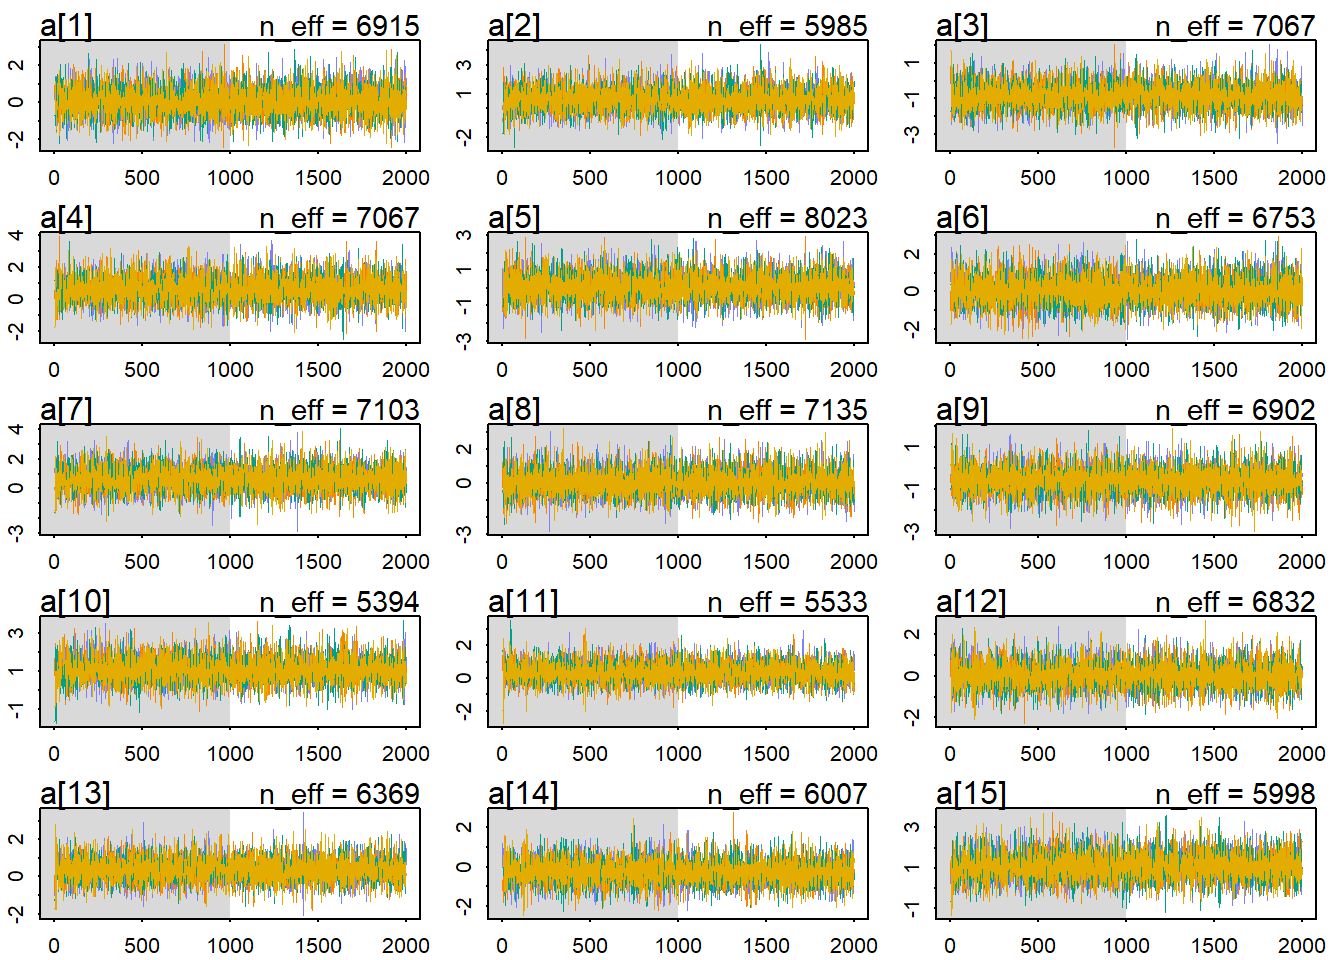 a[1] n_eff = 6915 a[2] n_eff = 5985 a[3] n_eff = 7067
2 0 -2 3 1 -2 1 -1 -3
0 500 1000 1500 2000 0 500 1000 1500 2000 0 500 1000 1500 2000
a[4] n_eff = 7067 a[5] n_eff = 8023 a[6] n_eff = 6753
4 2 0 -2 3 1 -1 -3 2 0 -2
0 500 1000 1500 2000 0 500 1000 1500 2000 0 500 1000 1500 2000
a[7] n_eff = 7103 a[8] n_eff = 7135 a[9] n_eff = 6902
4 2 0 -3 2 0 -3 1 -1 -3
0 500 1000 1500 2000 0 500 1000 1500 2000 0 500 1000 1500 2000
a[10] n_eff = 5394 a[11] n_eff = 5533 a[12] n_eff = 6832
3 1 -1 2 0 -2 2 0 -2
0 500 1000 1500 2000 0 500 1000 1500 2000 0 500 1000 1500 2000
a[13] n_eff = 6369 a[14] n_eff = 6007 a[15] n_eff = 5998
2 0 -2 2 0 -2 3 1 -1
0 500 1000 1500 2000 0 500 1000 1500 2000 0 500 1000 1500 2000